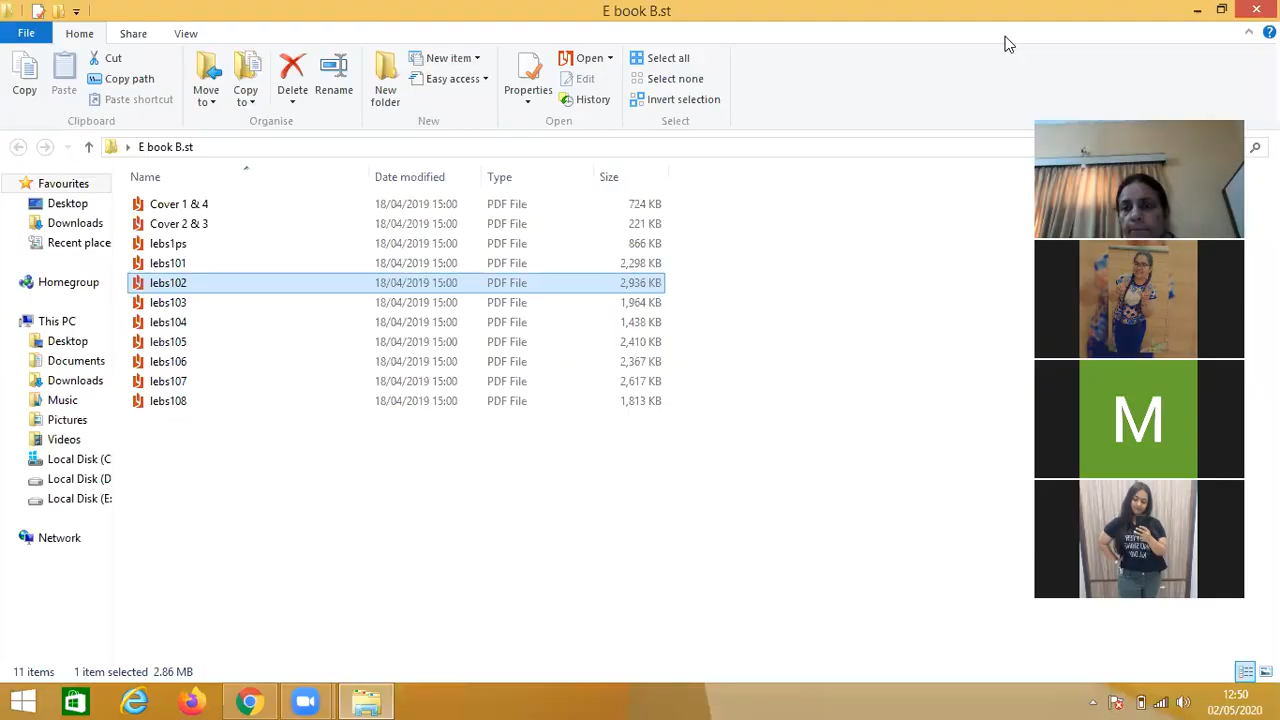 E book B.st
File Home Share View
Copy
Paste
Cut
Copy path
Paste shortcut
Clipboard
Move to
Copy to
Delete
Rename
Organise
New folder
New item
Easy access
New
Properties
Open
Edit
History
Open
Select all
Select none
Invert selection
Select
E book B.st
Name Date modified Type Size
Cover 1 & 4 18/04/2019 15:00 PDF File 724 KB
Cover 2 & 3 18/04/2019 15:00 PDF File 221 KB
lebs1ps 18/04/2019 15:00 PDF File 866 KB
lebs101 18/04/2019 15:00 PDF File 2,298 KB
lebs102 18/04/2019 15:00 PDF File 2,936 KB
lebs103 18/04/2019 15:00 PDF File 1,964 KB
lebs104 18/04/2019 15:00 PDF File 1,438 KB
lebs105 18/04/2019 15:00 PDF File 2,410 KB
lebs106 18/04/2019 15:00 PDF File 2,367 KB
lebs107 18/04/2019 15:00 PDF File 2,617 KB
lebs108 18/04/2019 15:00 PDF File 1,813 KB
Favourites
Desktop
Downloads
Recent place
Homegroup
This PC
Desktop
Documents
Downloads
Music
Pictures
Videos
Local Disk (C
Local Disk (D
Local Disk (E:
Network
M
11 items 1 item selected 2.86 MB
12:50
02/05/2020